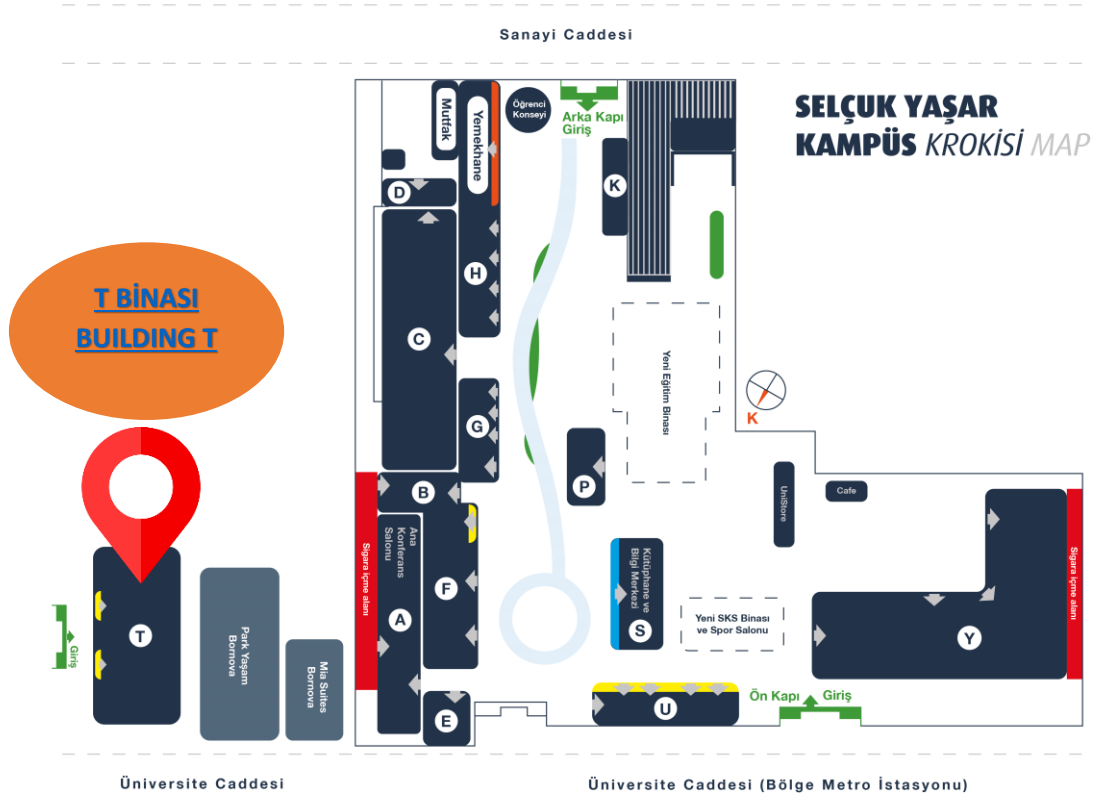 Sanayi Caddesi
SELÇUK YAŞAR
KAMPÜS KROKİSİ MAP
Mutfak
Yemekhane
Öğrenci
Konseyi
Arka Kapı
Giriş
K
D
H
T BİNASI
BUILDING T
C
Yeni Eğitim Binası
K
G
P
B
UniStore
Cafe
Ana
Konferans
Salonu
Sigara içme alanı
F
A
Kütüphane ve
Bilgi Merkezi
S
Yeni SKS Binası
ve Spor Salonu
Y
Sigara içme alanı
Giriş
T
Park Yaşam
Bornova
Mia Suites
Bornova
E
U
Ön Kapı
Giriş
Üniversite Caddesi
Üniversite Caddesi (Bölge Metro İstasyonu)